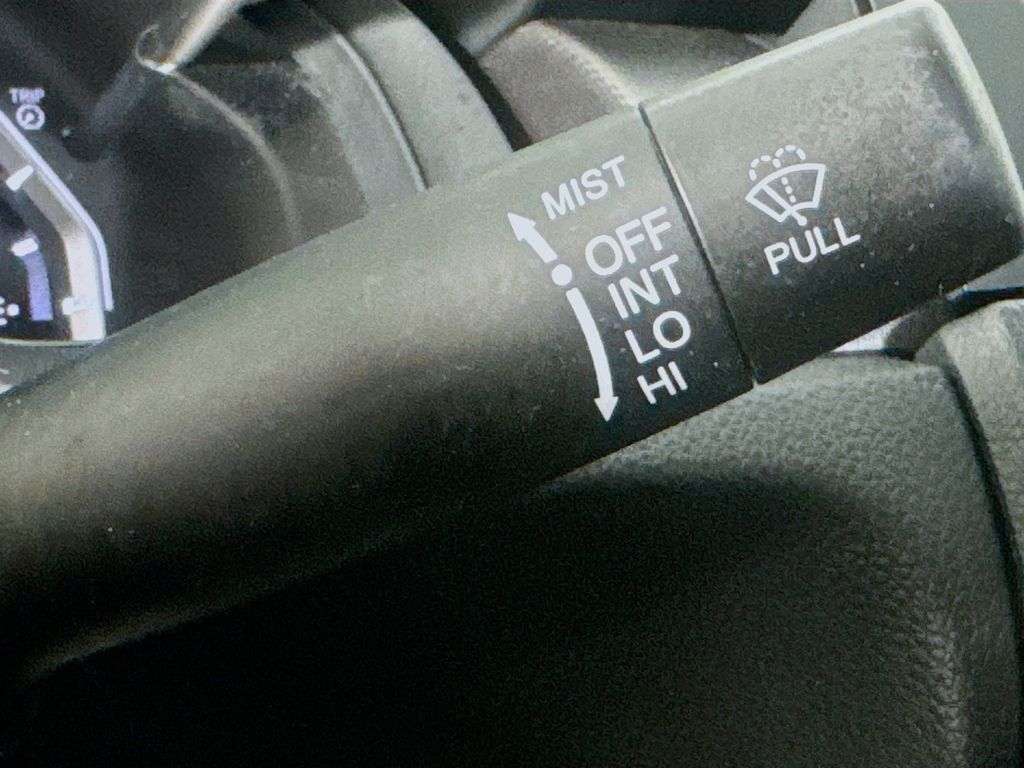 TRIP
MIST
OFF
INT
LO
HI
PULL